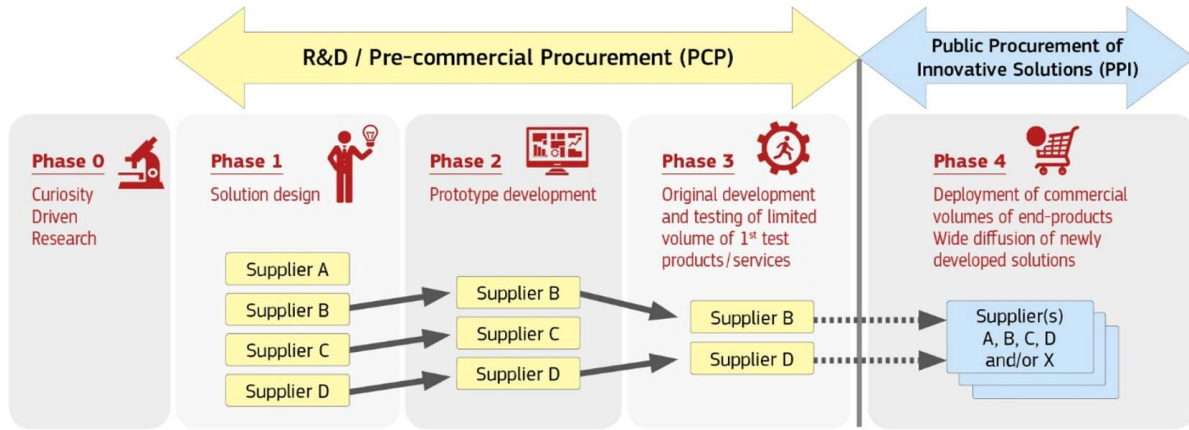 R&D / Pre-commercial Procurement (PCP)
Public Procurement of
Innovative Solutions (PPI)
Phase 0
Curiosity
Driven
Research
Phase 1
Solution design
Supplier A
Supplier B
Supplier C
Supplier D
Phase 2
Prototype development
Supplier B
Supplier C
Supplier D
Phase 3
Original development
and testing of limited
volume of 1st test
products/services
Supplier B
Supplier D
Phase 4
Deployment of commercial
volumes of end-products
Wide diffusion of newly
developed solutions
Supplier(s)
A, B, C, D
and/or X